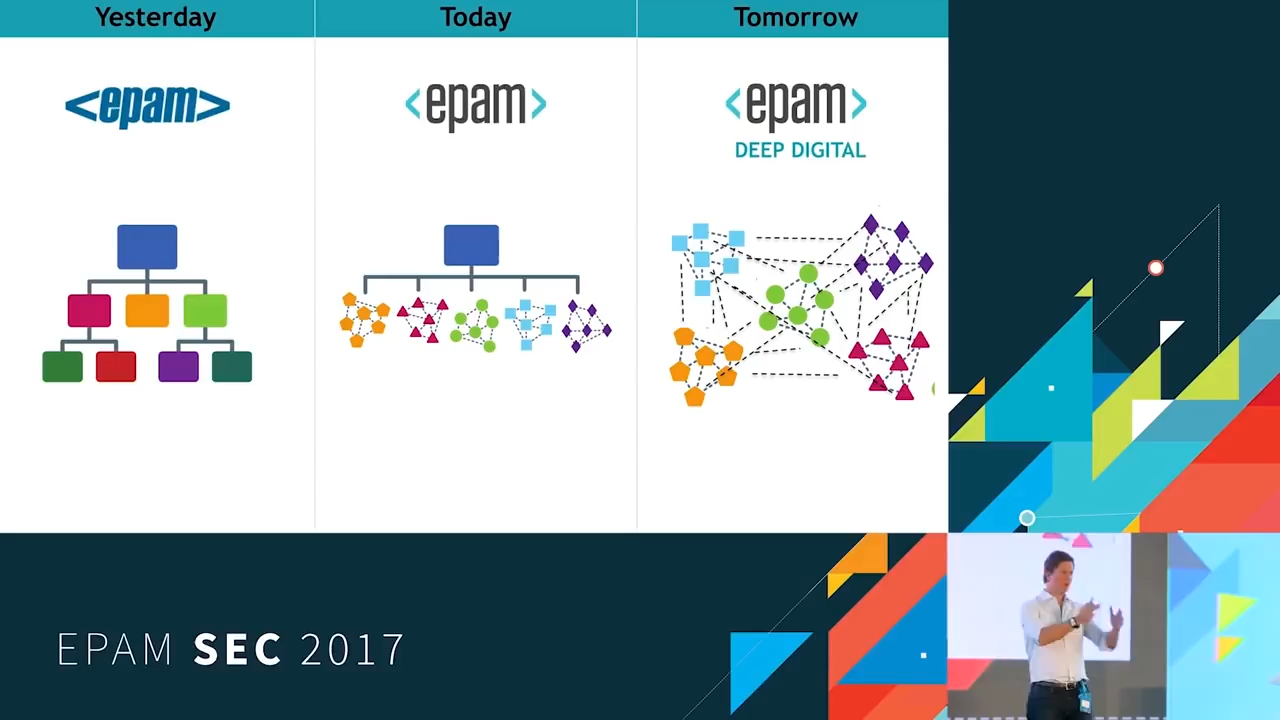 Yesterday
Today
Tomorrow
<epam>
<epam>
<epam>
DEEP DIGITAL
EPAM SEC 2017